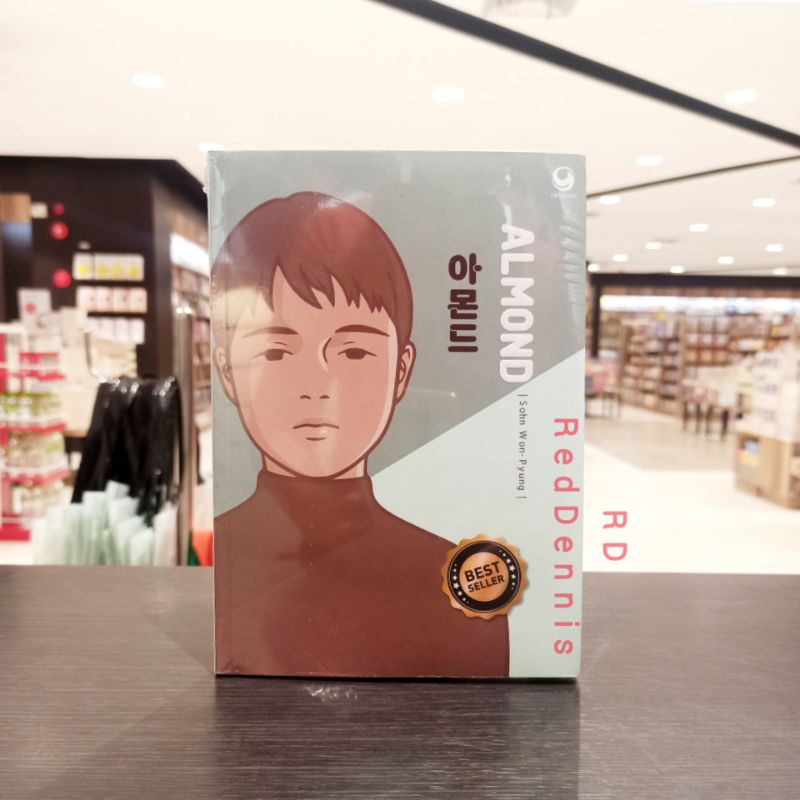 ALMOND
아몬드
| Sohn Won-Pyung |
BEST
SELLER
RedDennis
RD